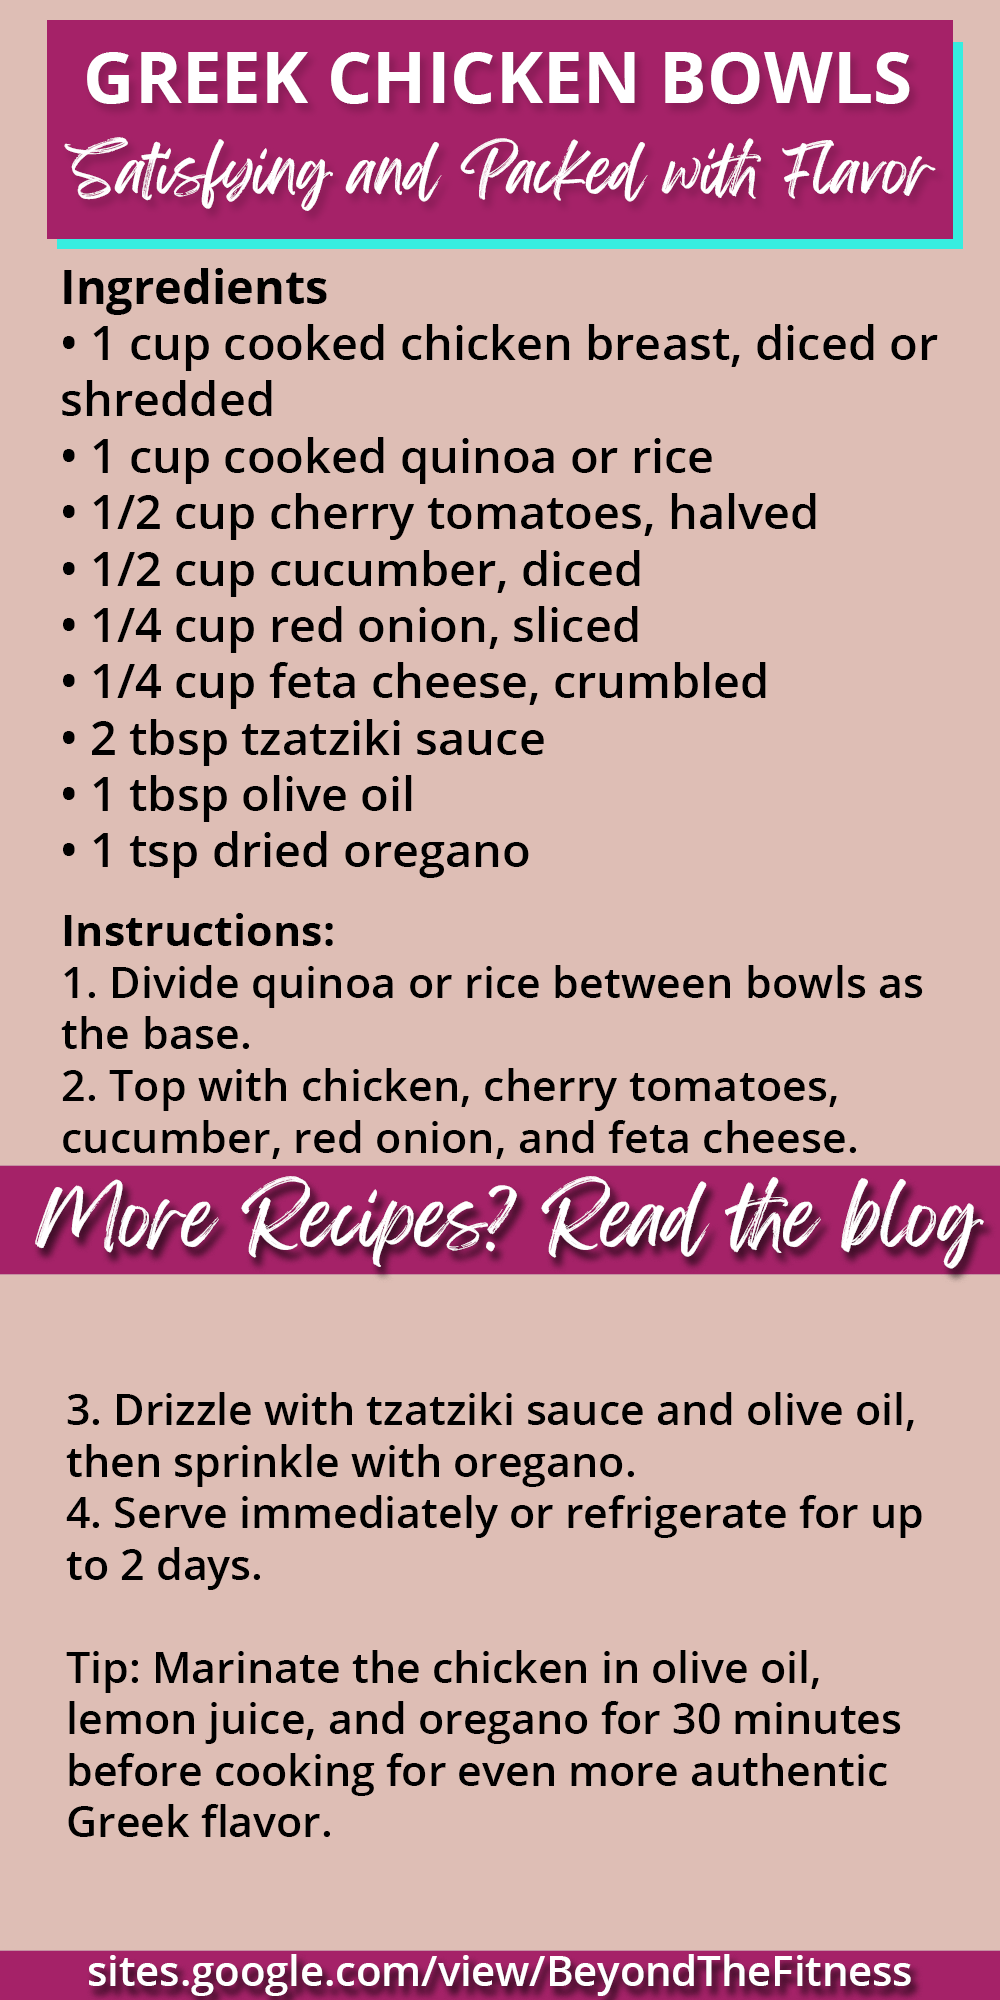 GREEK CHICKEN BOWLS
Satisfying and Packed with Flavor
Ingredients
• 1 cup cooked chicken breast, diced or
shredded
• 1 cup cooked quinoa or rice
• 1/2 cup cherry tomatoes, halved
• 1/2 cup cucumber, diced
• 1/4 cup red onion, sliced
• 1/4 cup feta cheese, crumbled
• 2 tbsp tzatziki sauce
• 1 tbsp olive oil
• 1 tsp dried oregano
Instructions:
1. Divide quinoa or rice between bowls as
the base.
2. Top with chicken, cherry tomatoes,
cucumber, red onion, and feta cheese.
More Recipes? Read the blog
3. Drizzle with tzatziki sauce and olive oil,
then sprinkle with oregano.
4. Serve immediately or refrigerate for up
to 2 days.
Tip: Marinate the chicken in olive oil,
lemon juice, and oregano for 30 minutes
before cooking for even more authentic
Greek flavor.
sites.google.com/view/BeyondTheFitness